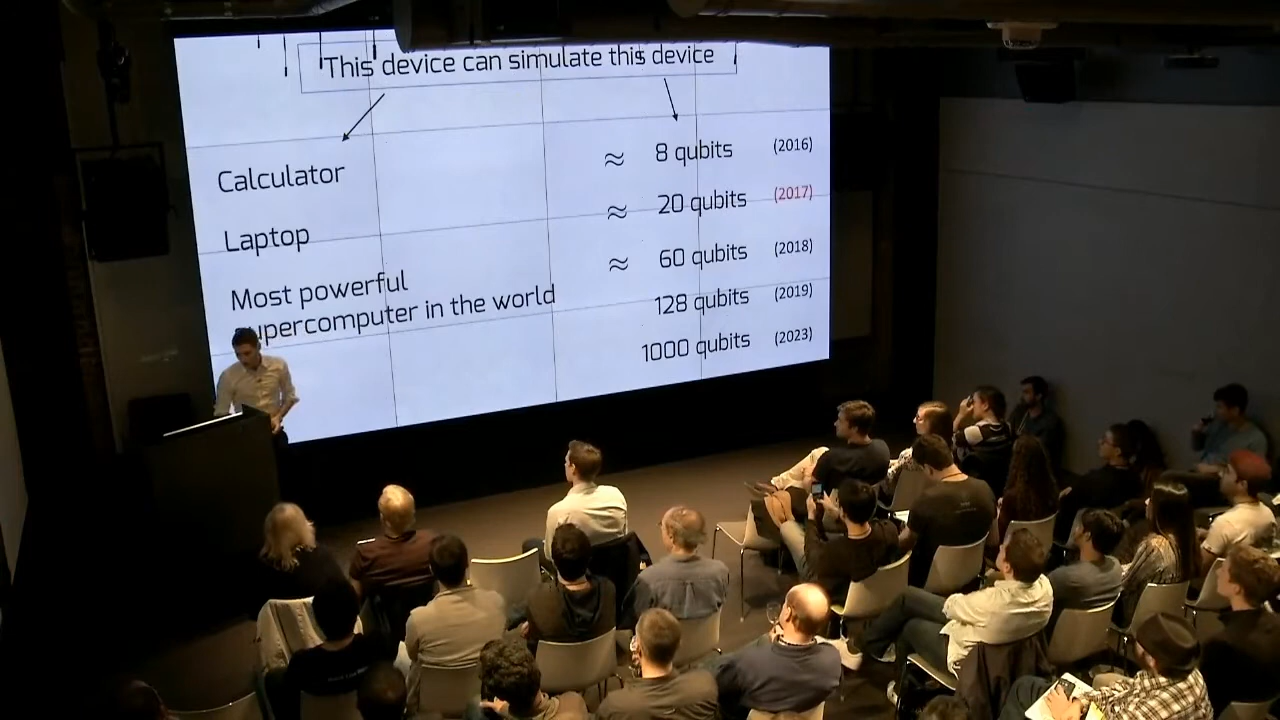 This device can simulate this device
Calculator ≈ 8 qubits (2016)
Laptop ≈ 20 qubits (2017)
Most powerful ≈ 60 qubits (2018)
supercomputer in the world 128 qubits (2019)
1000 qubits (2023)